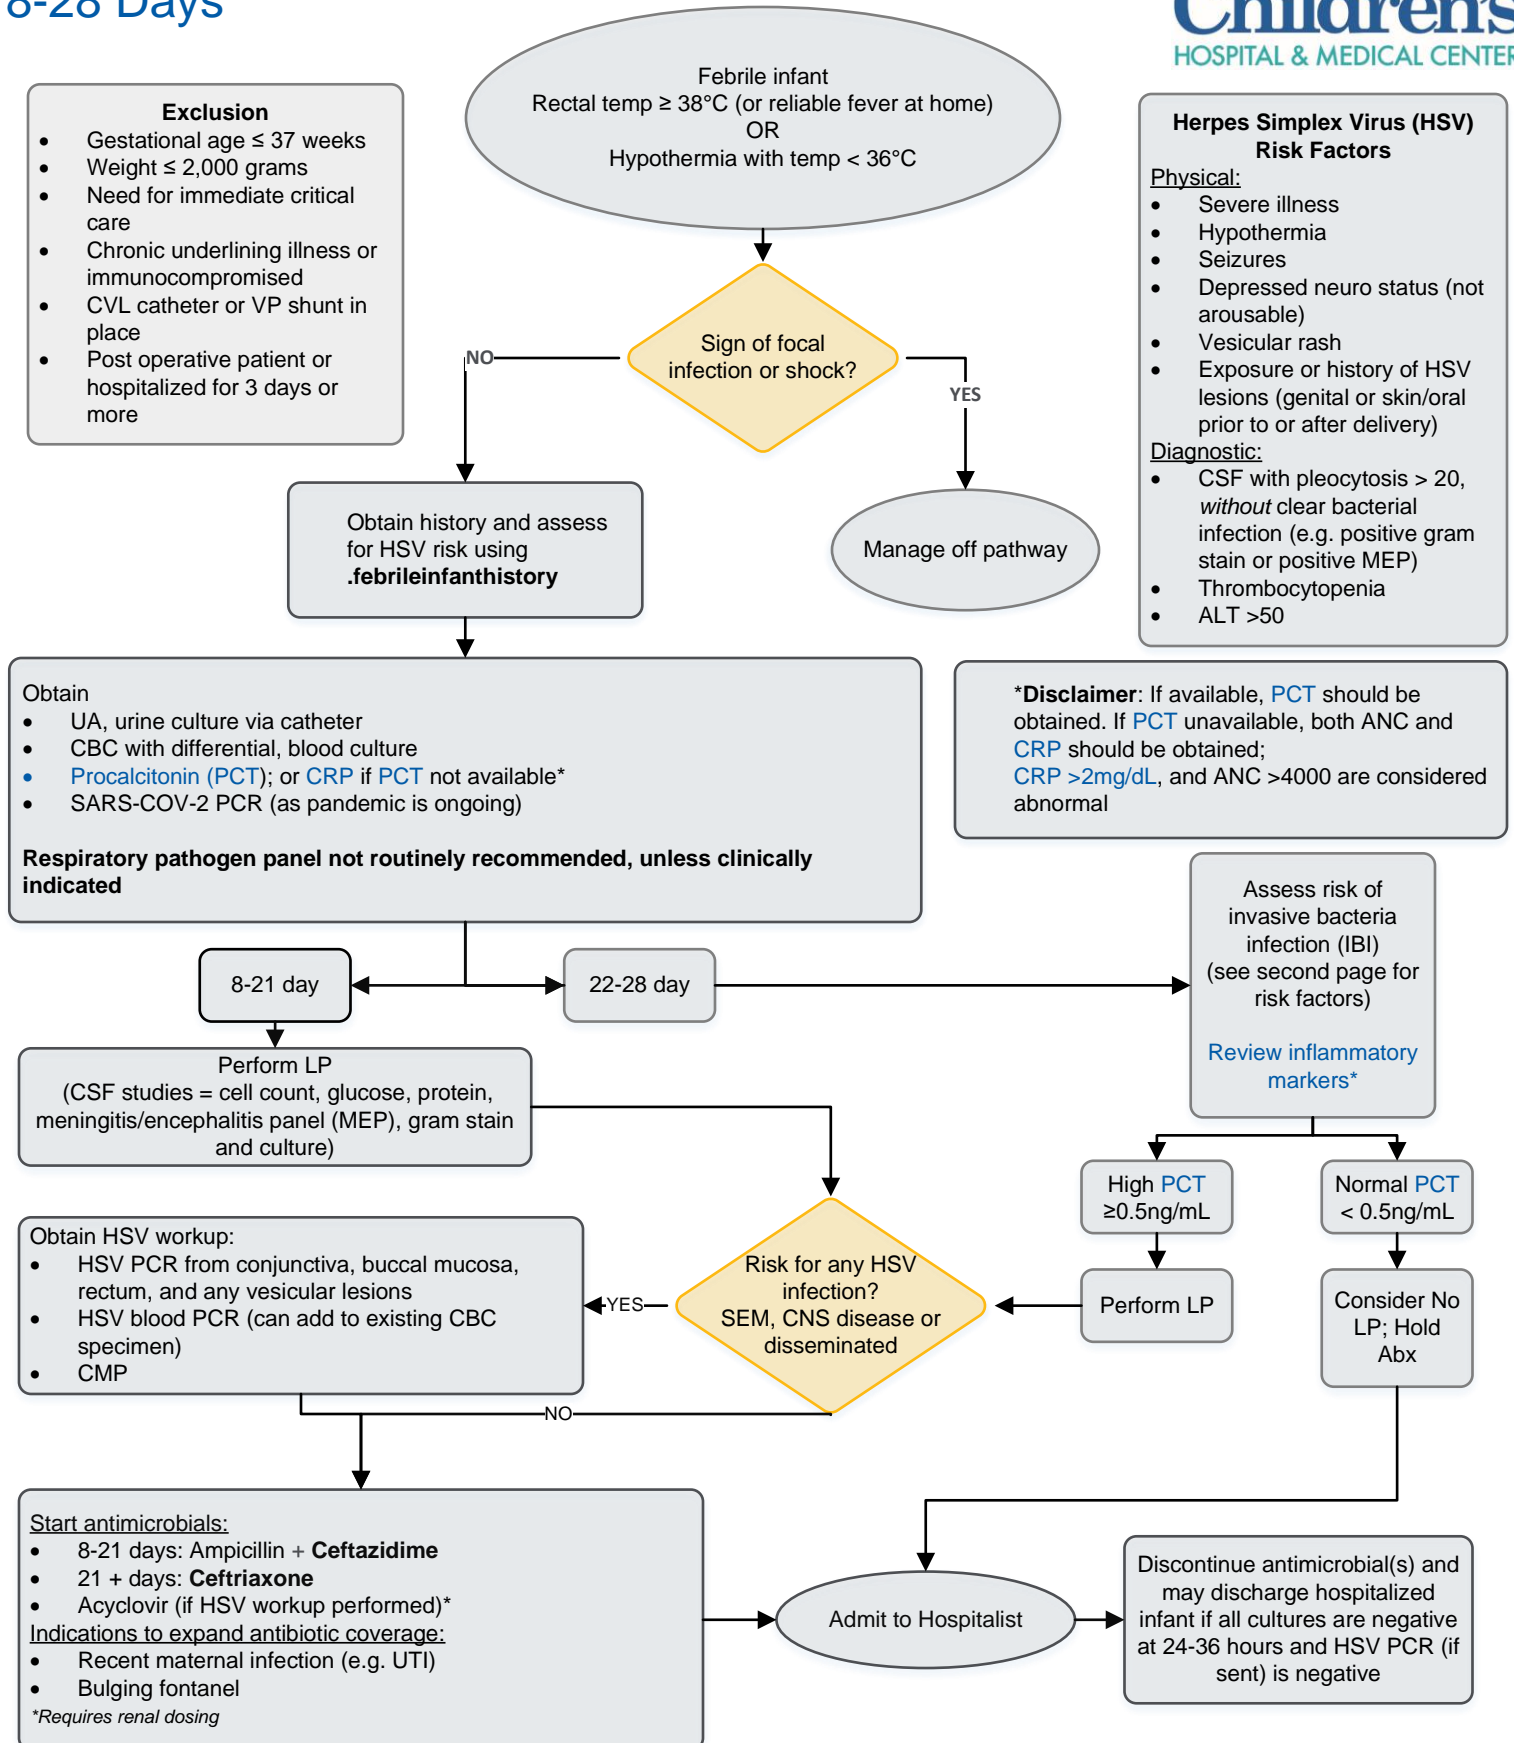 8-28 Days
Children's
HOSPITAL & MEDICAL CENTER
Febrile infant
Rectal temp ≥ 38°C (or reliable fever at home)
OR
Hypothermia with temp < 36°C
Exclusion
• Gestational age ≤ 37 weeks
• Weight ≤ 2,000 grams
• Need for immediate critical
care
• Chronic underlining illness or
immunocompromised
• CVL catheter or VP shunt in
place
• Post operative patient or
hospitalized for 3 days or
more
Herpes Simplex Virus (HSV)
Risk Factors
Physical:
• Severe illness
• Hypothermia
• Seizures
• Depressed neuro status (not
arousable)
• Vesicular rash
• Exposure or history of HSV
lesions (genital or skin/oral
prior to or after delivery)
Diagnostic:
• CSF with pleocytosis > 20,
without clear bacterial
infection (e.g. positive gram
stain or positive MEP)
• Thrombocytopenia
• ALT >50
Sign of focal
infection or shock?
NO
YES
Obtain history and assess
for HSV risk using
.febrileinfanthistory
Manage off pathway
Obtain
• UA, urine culture via catheter
• CBC with differential, blood culture
• Procalcitonin (PCT); or CRP if PCT not available*
• SARS-COV-2 PCR (as pandemic is ongoing)
Respiratory pathogen panel not routinely recommended, unless clinically
indicated
*Disclaimer: If available, PCT should be
obtained. If PCT unavailable, both ANC and
CRP should be obtained;
CRP >2mg/dL, and ANC >4000 are considered
abnormal
8-21 day
22-28 day
Assess risk of
invasive bacteria
infection (IBI)
(see second page for
risk factors)
Review inflammatory
markers*
Perform LP
(CSF studies = cell count, glucose, protein,
meningitis/encephalitis panel (MEP), gram stain
and culture)
High PCT
≥0.5ng/mL
Normal PCT
< 0.5ng/mL
Obtain HSV workup:
• HSV PCR from conjunctiva, buccal mucosa,
rectum, and any vesicular lesions
• HSV blood PCR (can add to existing CBC
specimen)
• CMP
YES
Risk for any HSV
infection?
SEM, CNS disease or
disseminated
Perform LP
Consider No
LP; Hold
Abx
NO
Start antimicrobials:
• 8-21 days: Ampicillin + Ceftazidime
• 21 + days: Ceftriaxone
• Acyclovir (if HSV workup performed)*
Indications to expand antibiotic coverage:
• Recent maternal infection (e.g. UTI)
• Bulging fontanel
*Requires renal dosing
Admit to Hospitalist
Discontinue antimicrobial(s) and
may discharge hospitalized
infant if all cultures are negative
at 24-36 hours and HSV PCR (if
sent) is negative